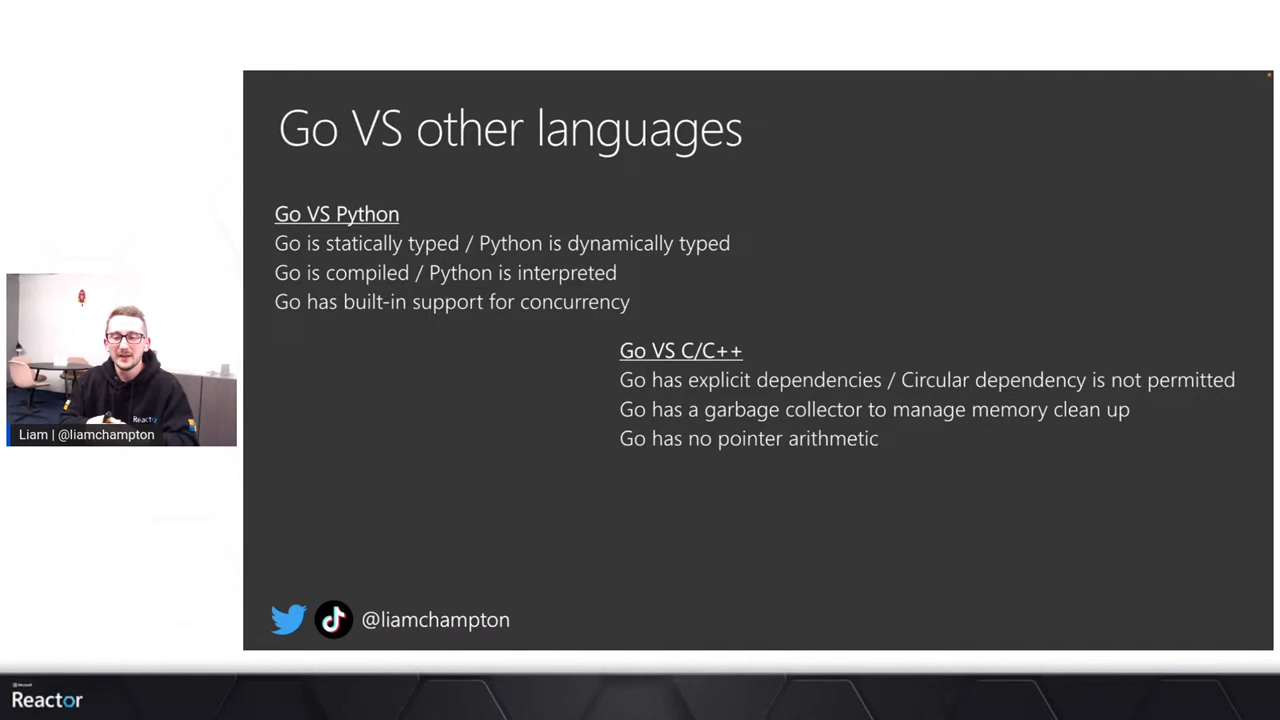 Go VS other languages
Go VS Python
Go is statically typed / Python is dynamically typed
Go is compiled / Python is interpreted
Go has built-in support for concurrency
Go VS C/C++
Go has explicit dependencies / Circular dependency is not permitted
Go has a garbage collector to manage memory clean up
Go has no pointer arithmetic
Reactor
Liam | @liamchampton
@liamchampton
Microsoft
Reactor